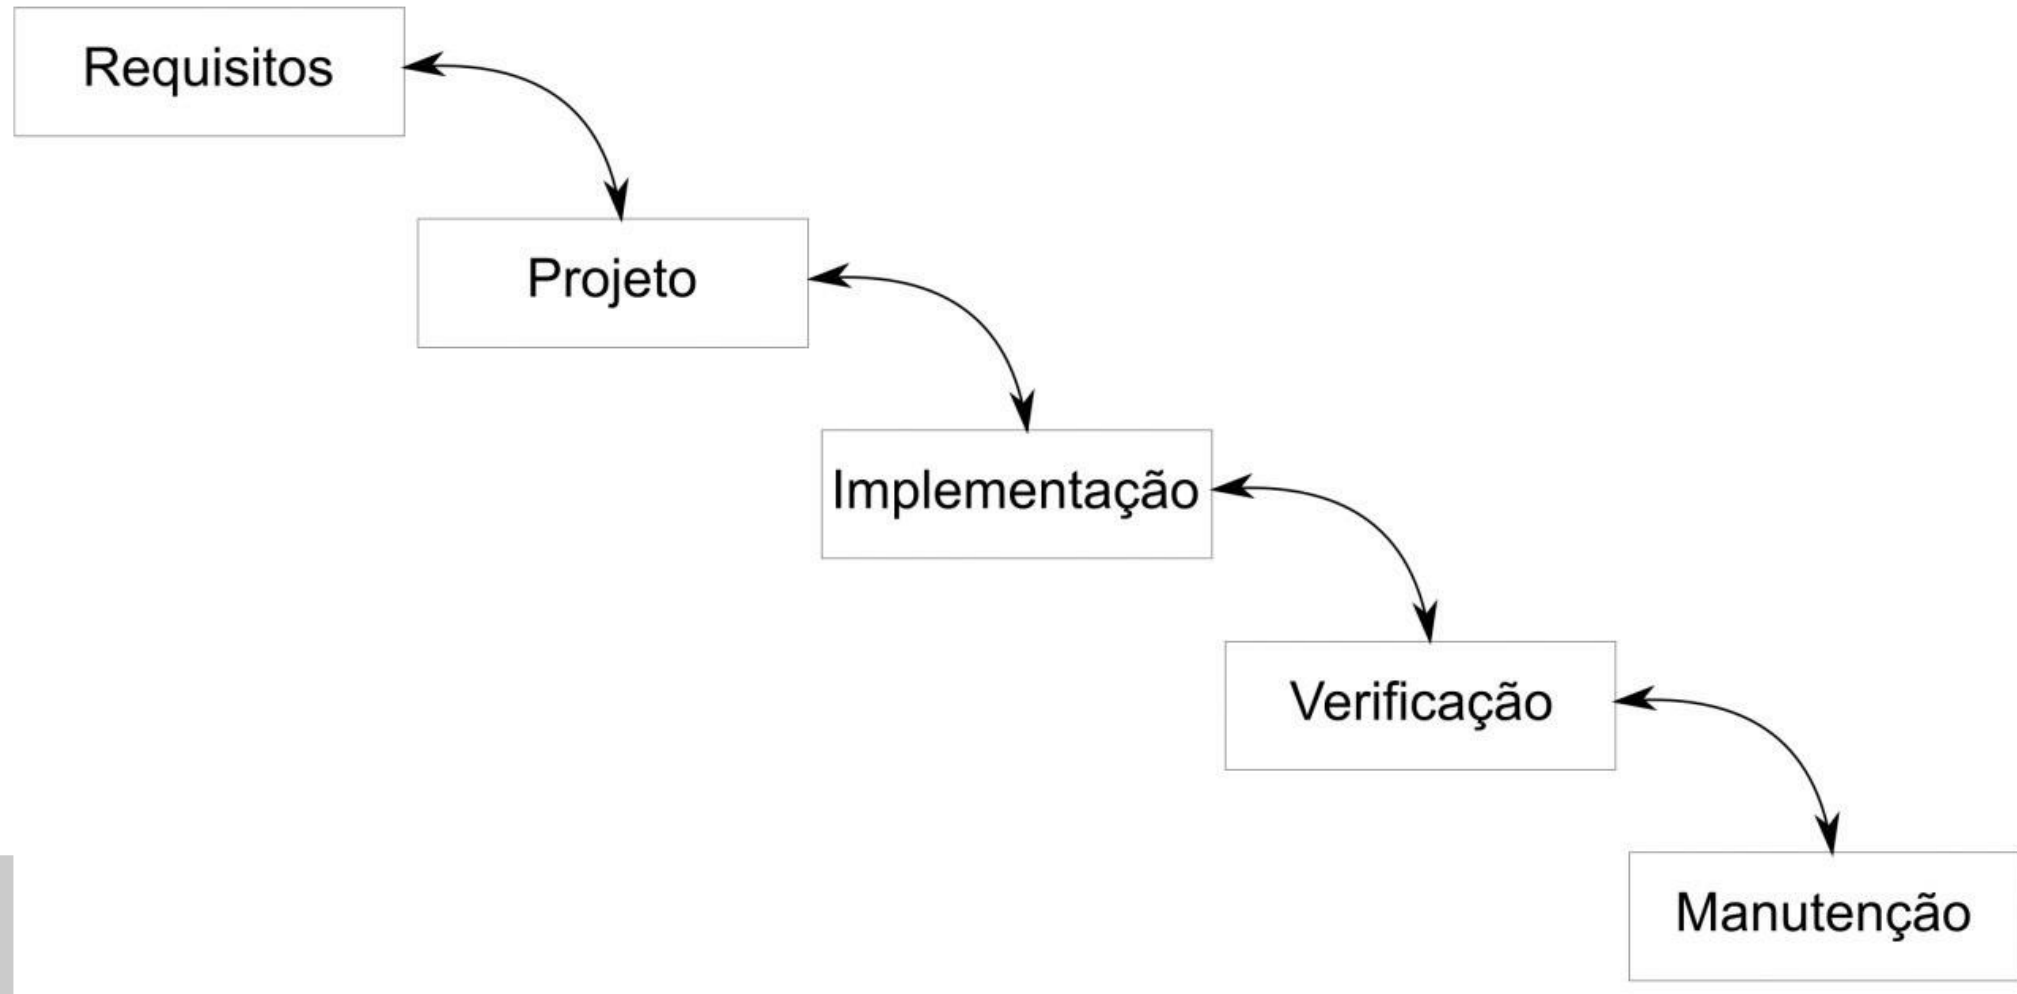 Requisitos
Projeto
Implementação
Verificação
Manutenção